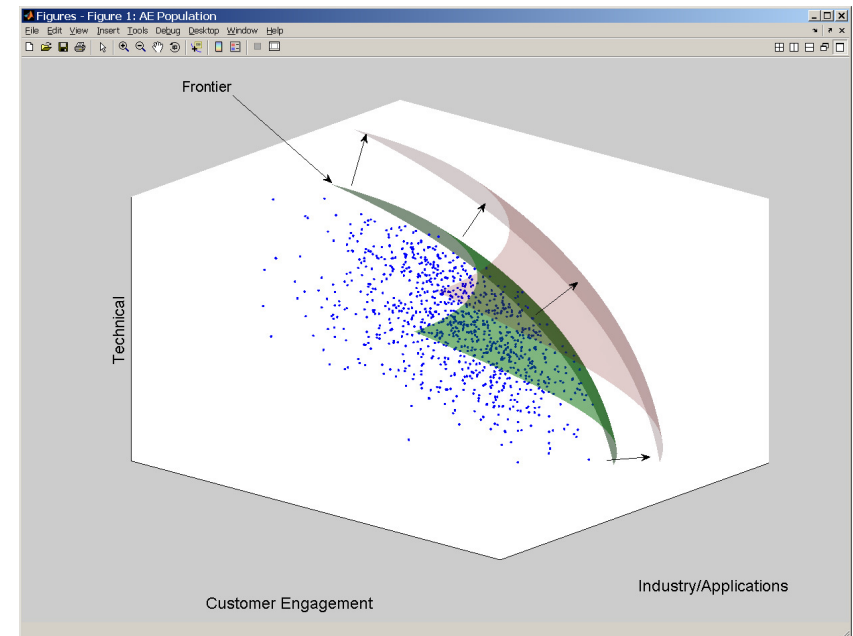 Figures - Figure 1: AE Population
File Edit View Insert Tools Debug Desktop Window Help
Frontier
Technical
Industry/Applications
Customer Engagement